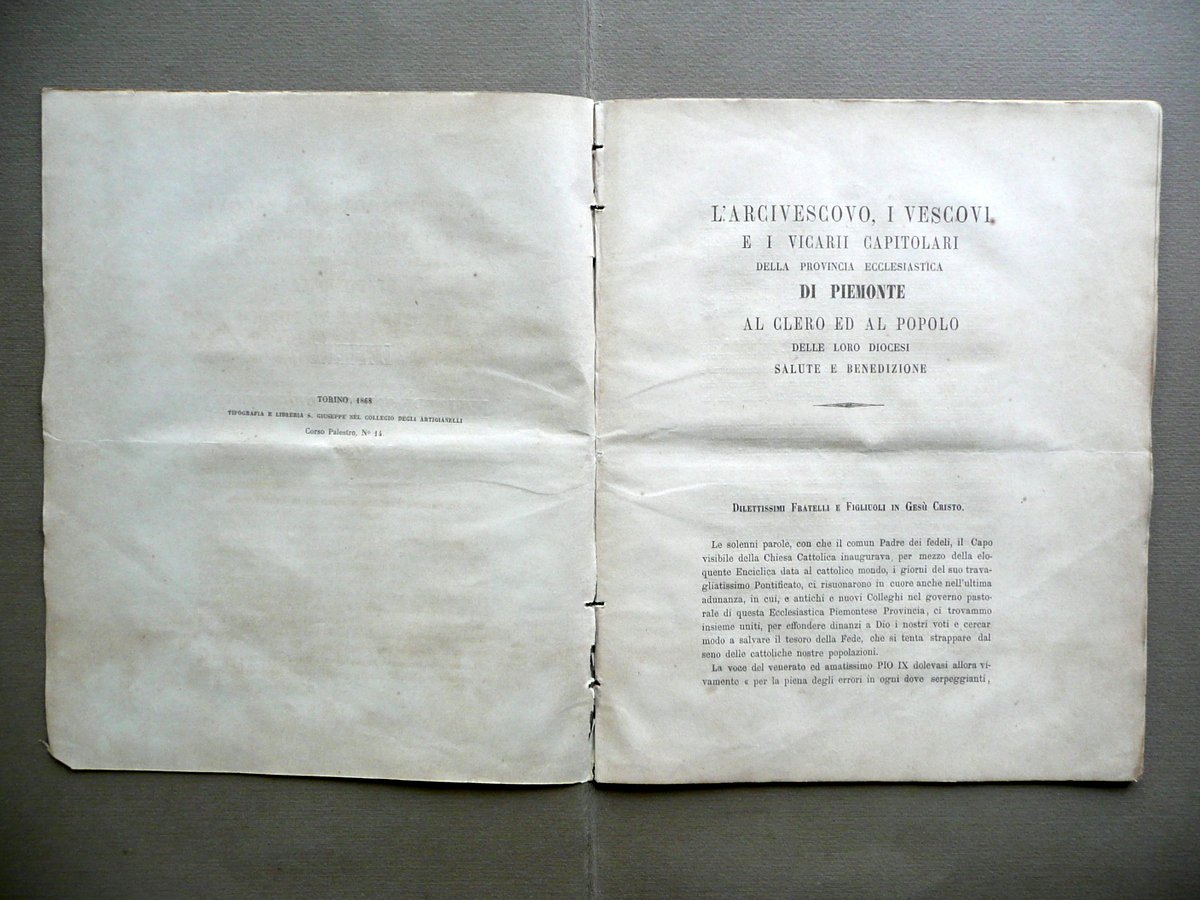 TORINO, 1868
TIPOGRAFIA E LIBRERIA S. GIUSEPPE NEL COLLEGIO DEGLI ARTIGIANELLI
Corso Palestro, N° 14.
L'ARCIVESCOVO, I VESCOVI
E I VICARII CAPITOLARI
DELLA PROVINCIA ECCLESIASTICA
DI PIEMONTE
AL CLERO ED AL POPOLO
DELLE LORO DIOCESI
SALUTE E BENEDIZIONE
DILETTISSIMI FRATELLI E FIGLIUOLI IN GESÙ CRISTO.
Le solenni parole, con che il comun Padre dei fedeli, il Capo
visibile della Chiesa Cattolica inaugurava, per mezzo della elo-
quente Enciclica data al cattolico mondo, i giorni del suo trava-
gliatissimo Pontificato, ci risuonarono in cuore anche nell'ultima
adunanza, in cui, e antichi e nuovi Colleghi nel governo pasto-
rale di questa Ecclesiastica Piemontese Provincia, ci trovammo
insieme uniti, per effondere dinanzi a Dio i nostri voti e cercar
modo a salvare il tesoro della Fede, che si tenta strappare dal
seno delle cattoliche nostre popolazioni.
La voce del venerato ed amatissimo PIO IX dolevasi allora vi-
vamente « per la piena degli errori in ogni dove serpeggianti,